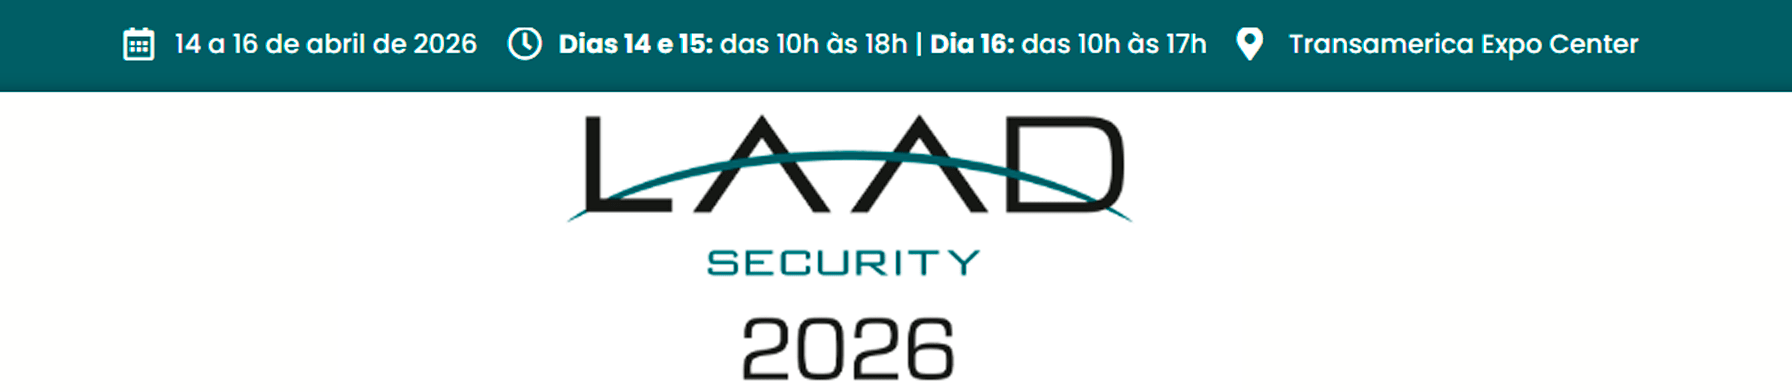 14 a 16 de abril de 2026 Dias 14 e 15: das 10h às 18h | Dia 16: das 10h às 17h Transamerica Expo Center
LAAD
SECURITY
2026